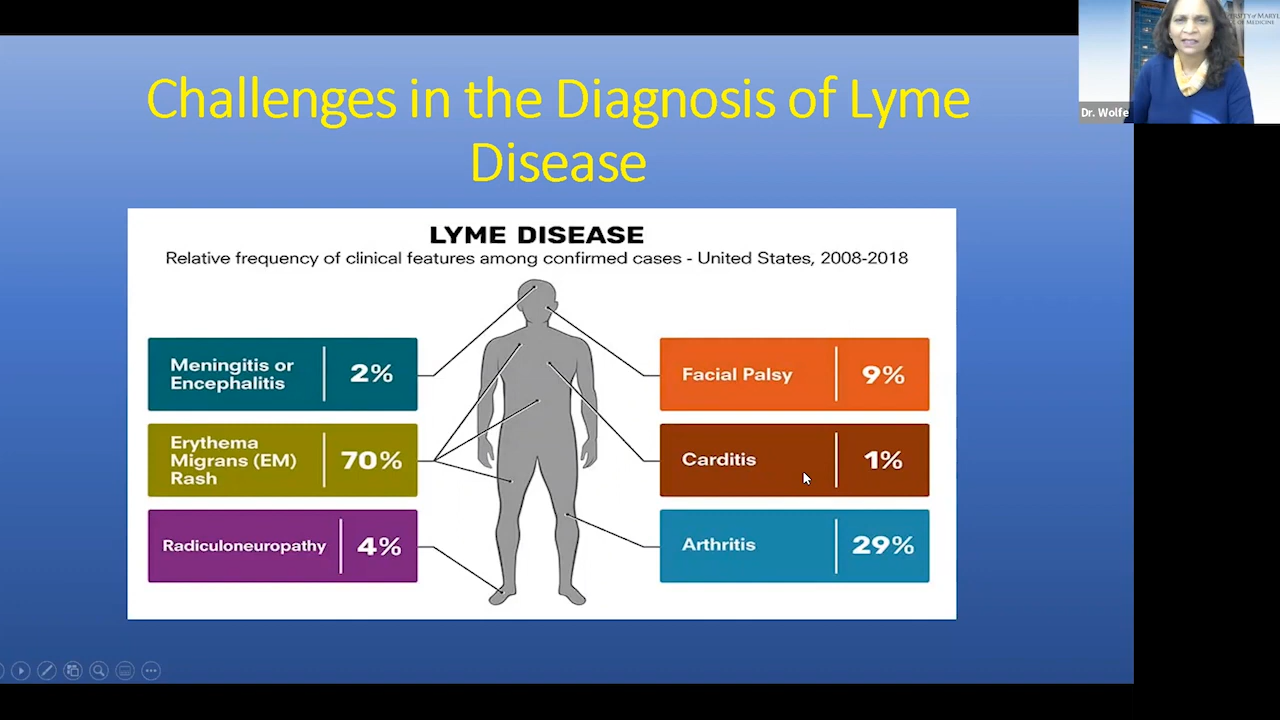 Challenges in the Diagnosis of Lyme
Disease
LYME DISEASE
Relative frequency of clinical features among confirmed cases - United States, 2008-2018
Meningitis or
Encephalitis
2%
Facial Palsy
9%
Erythema
Migrans (EM)
Rash
70%
Carditis
1%
Radiculoneuropathy
4%
Arthritis
29%
Dr. Wolfe
of MEDICINE